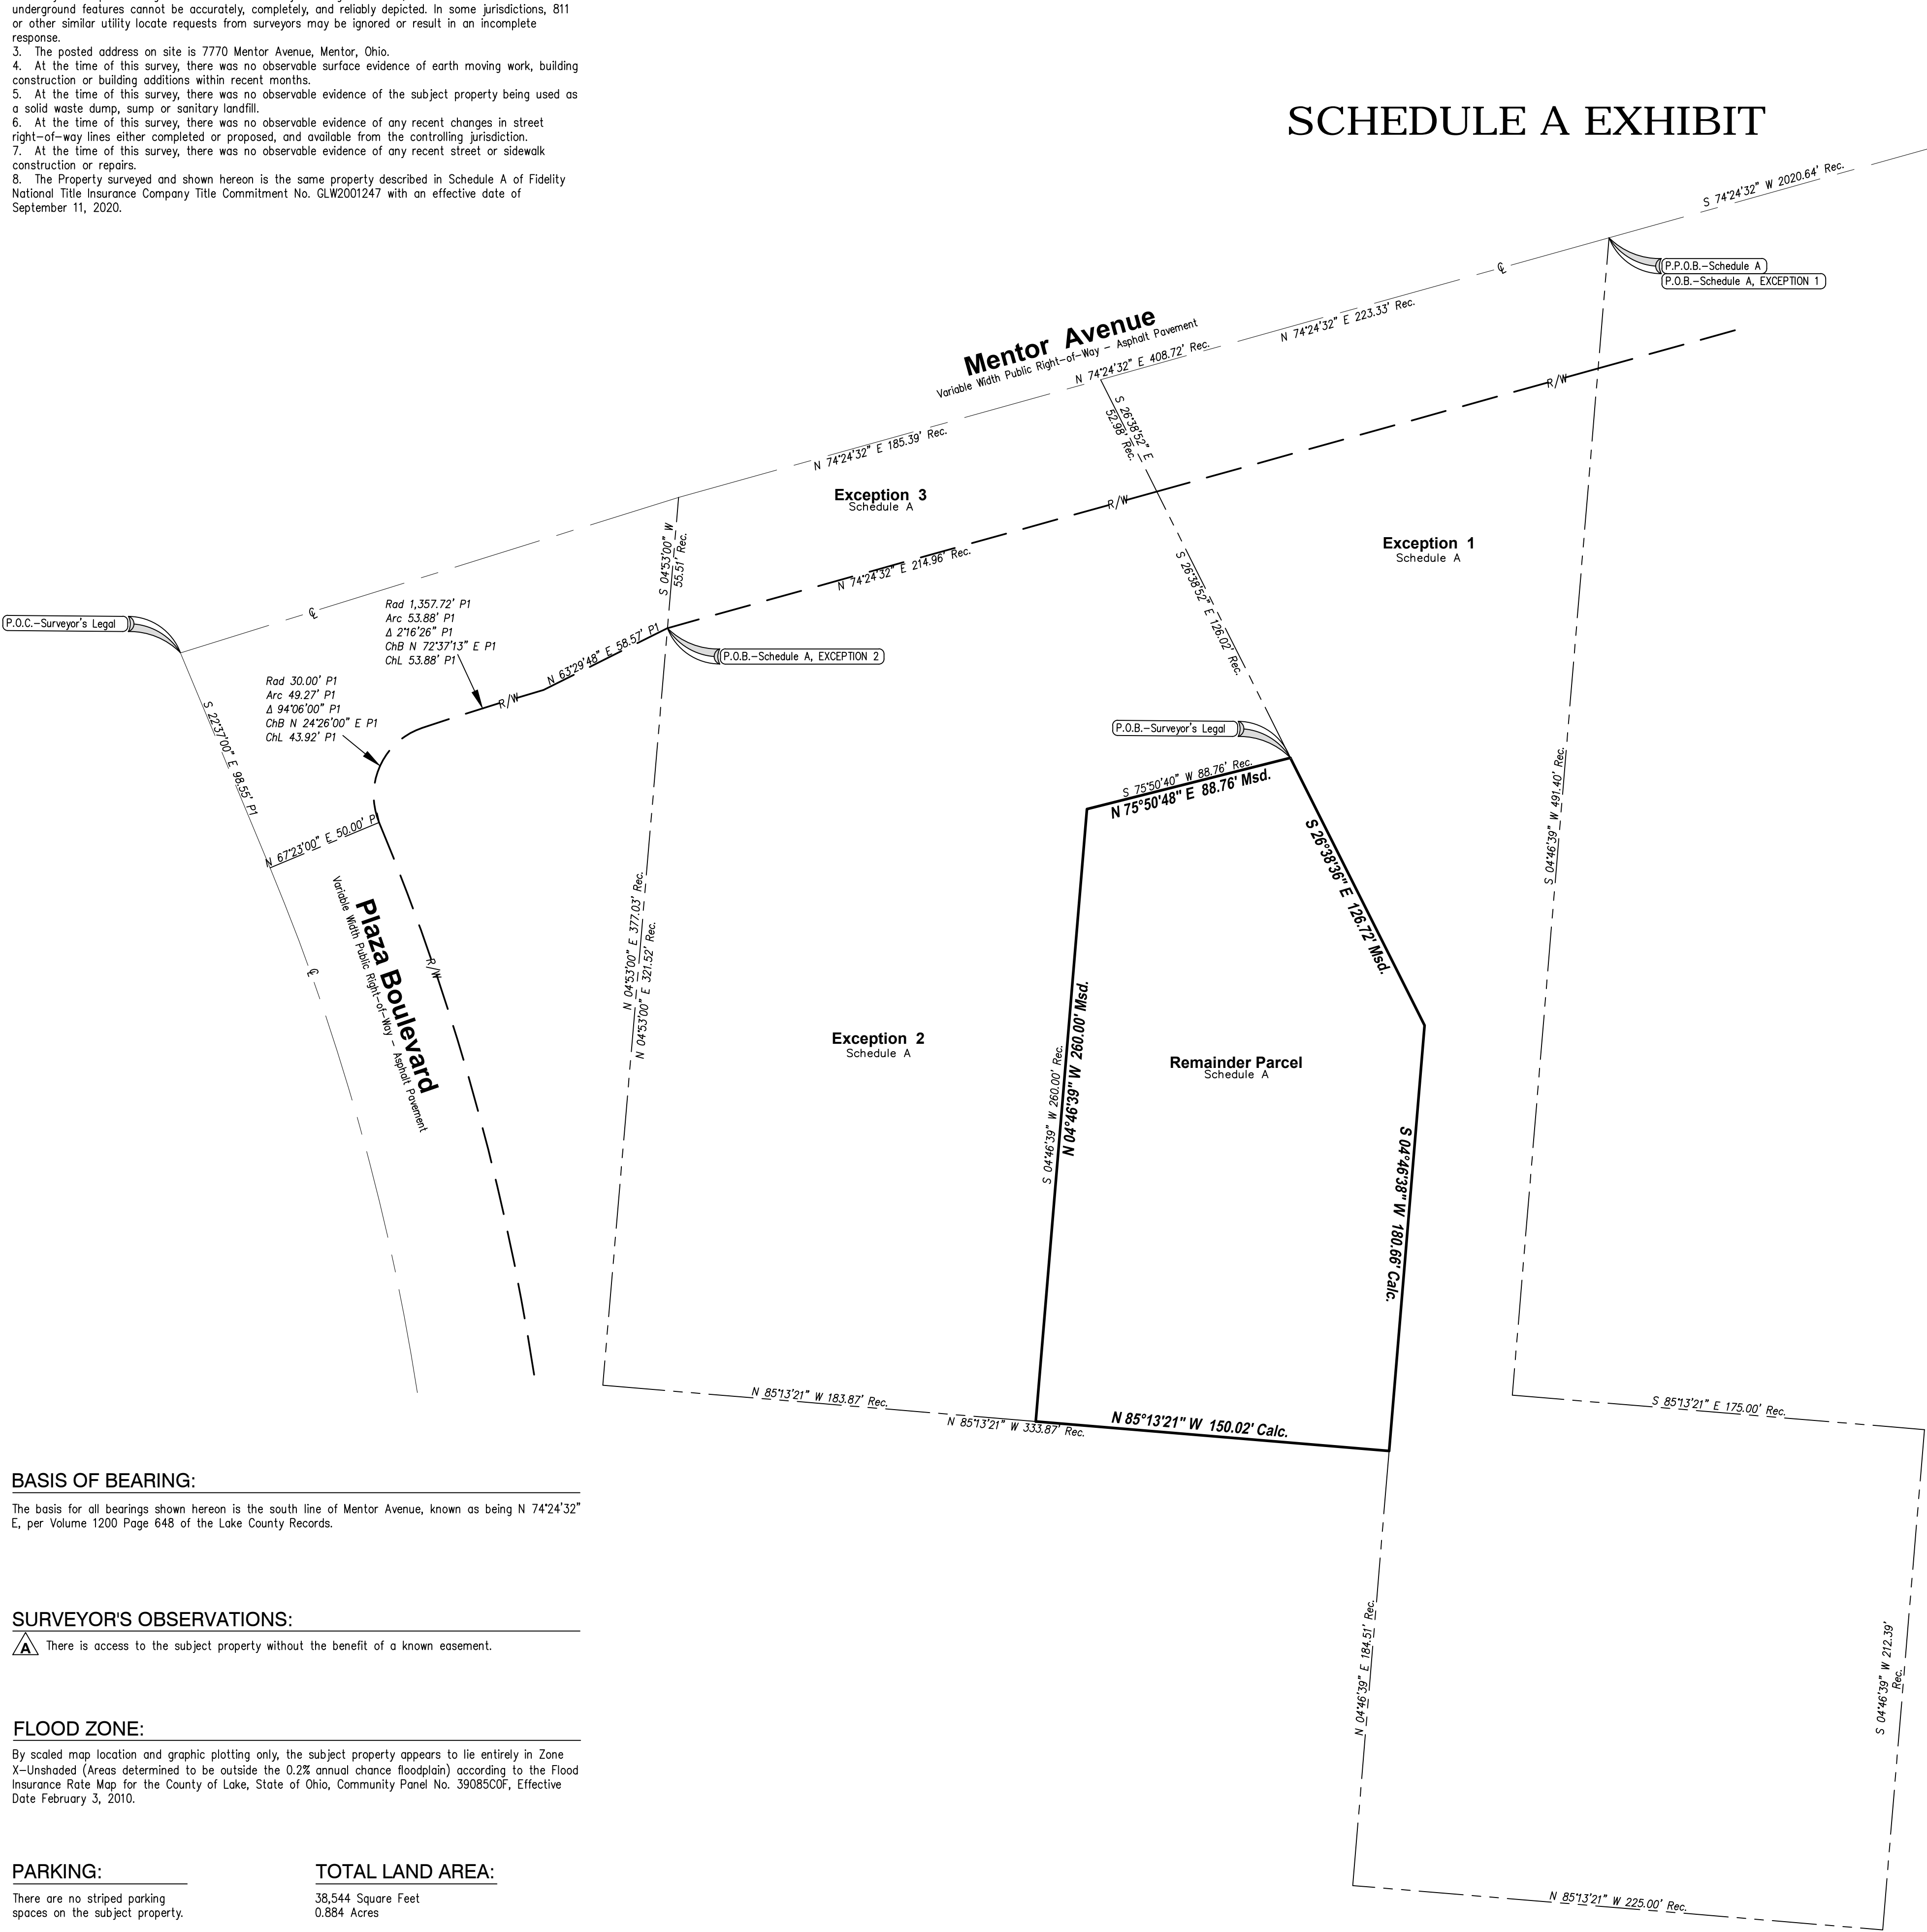 underground features cannot be accurately, completely, and reliably depicted. In some jurisdictions, 811
or other similar utility locate requests from surveyors may be ignored or result in an incomplete
response.
3. The posted address on site is 7770 Mentor Avenue, Mentor, Ohio.
4. At the time of this survey, there was no observable surface evidence of earth moving work, building
construction or building additions within recent months.
5. At the time of this survey, there was no observable evidence of the subject property being used as
a solid waste dump, sump or sanitary landfill.
6. At the time of this survey, there was no observable evidence of any recent changes in street
right-of-way lines either completed or proposed, and available from the controlling jurisdiction.
7. At the time of this survey, there was no observable evidence of any recent street or sidewalk
construction or repairs.
8. The Property surveyed and shown hereon is the same property described in Schedule A of Fidelity
National Title Insurance Company Title Commitment No. GLW2001247 with an effective date of
September 11, 2020.
SCHEDULE A EXHIBIT
S 74°24'32" W 2020.64' Rec.
P.P.O.B.-Schedule A
P.O.B.-Schedule A, EXCEPTION 1
℄
N 74°24'32" E 223.33' Rec.
Mentor Avenue
Variable Width Public Right-of-Way - Asphalt Pavement
N 74°24'32" E 408.72' Rec.
R/W
S 26°38'52" E
52.98' Rec.
N 74°24'32" E 185.39' Rec.
Exception 3
Schedule A
R/W
Exception 1
Schedule A
S 04°53'00" W
55.51' Rec.
N 74°24'32" E 214.96' Rec.
S 26°38'52" E 126.02' Rec.
℄
P.O.C.-Surveyor's Legal
Rad 1,357.72' P1
Arc 53.88' P1
Δ 2°16'26" P1
ChB N 72°37'13" E P1
ChL 53.88' P1
N 63°29'48" E 58.57' P1
P.O.B.-Schedule A, EXCEPTION 2
R/W
Rad 30.00' P1
Arc 49.27' P1
Δ 94°06'00" P1
ChB N 24°26'00" E P1
ChL 43.92' P1
S 22°37'00" E 98.55' P1
P.O.B.-Surveyor's Legal
S 75°50'40" W 88.76' Rec.
N 75°50'48" E 88.76' Msd.
S 04°46'39" W 491.40' Rec.
N 67°23'00" E 50.00' P
S 26°38'36" E 126.72' Msd.
Plaza Boulevard
Variable Width Public Right-of-Way - Asphalt Pavement
℄
R/W
N 04°53'00" E 377.03' Rec.
N 04°53'00" E 321.52' Rec.
Exception 2
Schedule A
S 04°46'39" W 260.00' Rec.
N 04°46'39" W 260.00' Msd.
Remainder Parcel
Schedule A
S 04°46'38" W 180.66' Calc.
N 85°13'21" W 183.87' Rec.
N 85°13'21" W 333.87' Rec.
N 85°13'21" W 150.02' Calc.
S 85°13'21" E 175.00' Rec.
N 04°46'39" E 184.51' Rec.
S 04°46'39" W 212.39'
Rec.
N 85°13'21" W 225.00' Rec.
BASIS OF BEARING:
The basis for all bearings shown hereon is the south line of Mentor Avenue, known as being N 74°24'32"
E, per Volume 1200 Page 648 of the Lake County Records.
SURVEYOR'S OBSERVATIONS:
A There is access to the subject property without the benefit of a known easement.
FLOOD ZONE:
By scaled map location and graphic plotting only, the subject property appears to lie entirely in Zone
X-Unshaded (Areas determined to be outside the 0.2% annual chance floodplain) according to the Flood
Insurance Rate Map for the County of Lake, State of Ohio, Community Panel No. 39085C0F, Effective
Date February 3, 2010.
PARKING:
There are no striped parking
spaces on the subject property.
TOTAL LAND AREA:
38,544 Square Feet
0.884 Acres